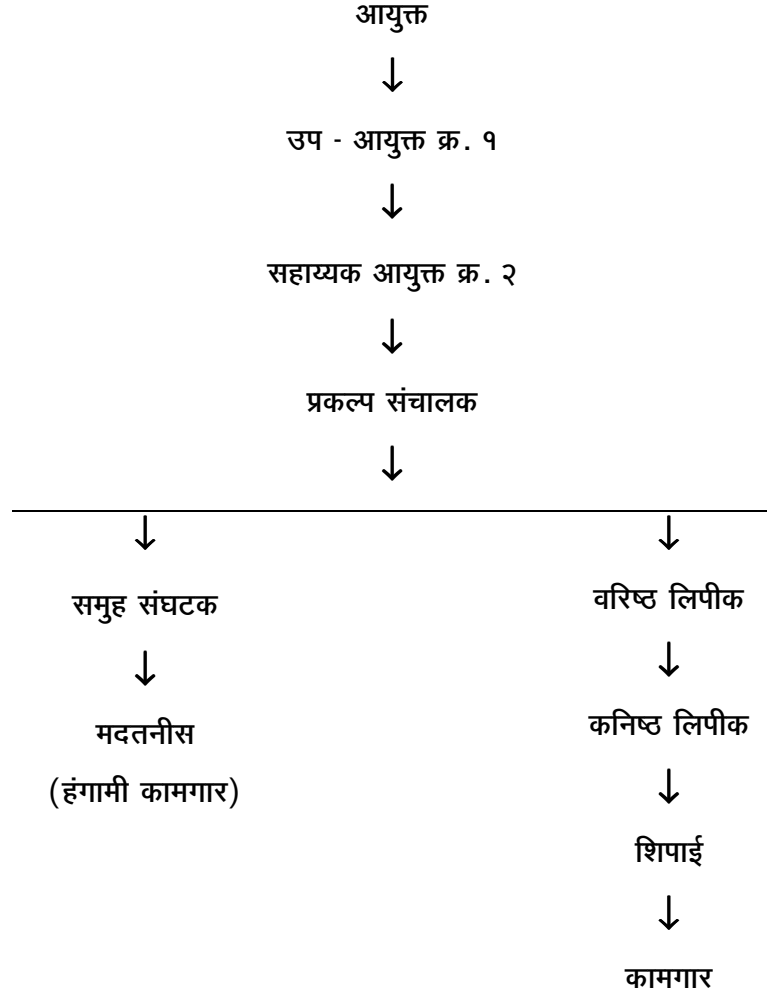 आयुक्त
↓
उप - आयुक्त क्र. १
↓
सहाय्यक आयुक्त क्र. २
↓
प्रकल्प संचालक
↓
↓ ↓
समुह संघटक वरिष्ठ लिपीक
↓ ↓
मदतनीस कनिष्ठ लिपीक
(हंगामी कामगार) ↓
शिपाई
↓
कामगार